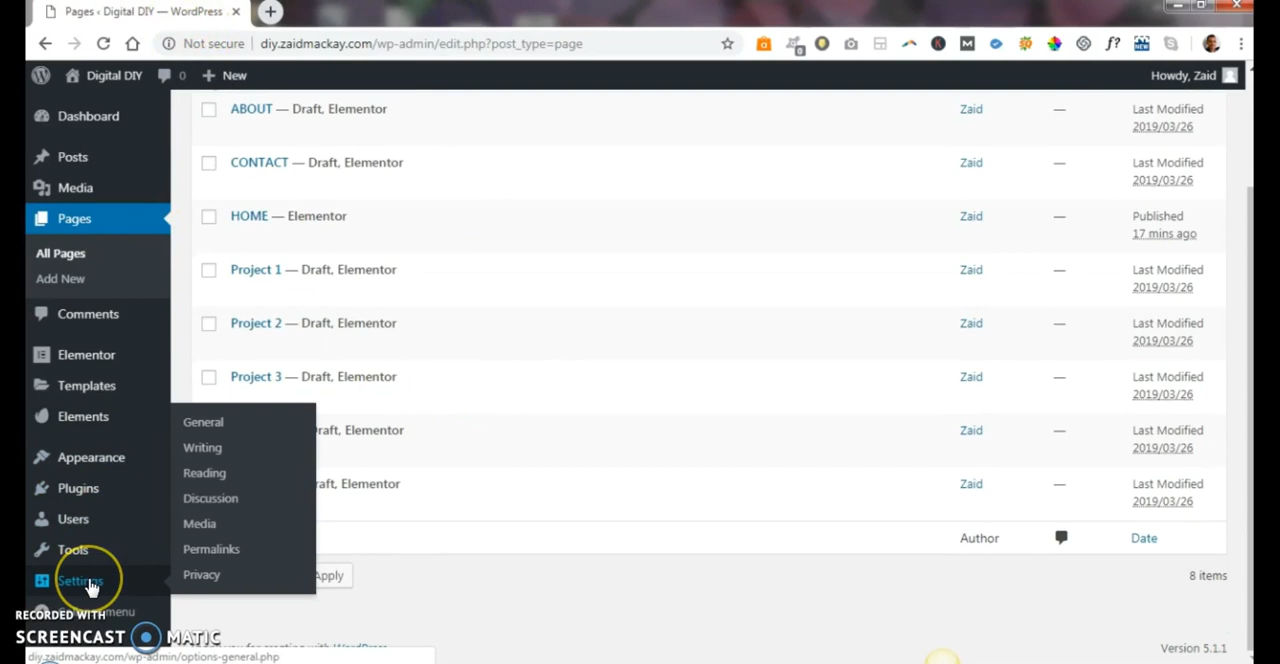 Pages ‹ Digital DIY — WordPress
Not secure diy.zaidmackay.com/wp-admin/edit.php?post_type=page
Digital DIY 0 New Howdy, Zaid
Dashboard
Posts
Media
Pages
All Pages
Add New
Comments
Elementor
Templates
Elements
Appearance
Plugins
Users
Tools
Settings
menu
General
Writing
Reading
Discussion
Media
Permalinks
Privacy
ABOUT — Draft, Elementor Zaid — Last Modified
2019/03/26
CONTACT — Draft, Elementor Zaid — Last Modified
2019/03/26
HOME — Elementor Zaid — Published
17 mins ago
Project 1 — Draft, Elementor Zaid — Last Modified
2019/03/26
Project 2 — Draft, Elementor Zaid — Last Modified
2019/03/26
Project 3 — Draft, Elementor Zaid — Last Modified
2019/03/26
Draft, Elementor Zaid — Last Modified
2019/03/26
raft, Elementor Zaid — Last Modified
2019/03/26
Author Date
Apply 8 items
RECORDED WITH
SCREENCAST MATIC
for creating with WordPress
Version 5.1.1
diy.zaidmackay.com/wp-admin/options-general.php